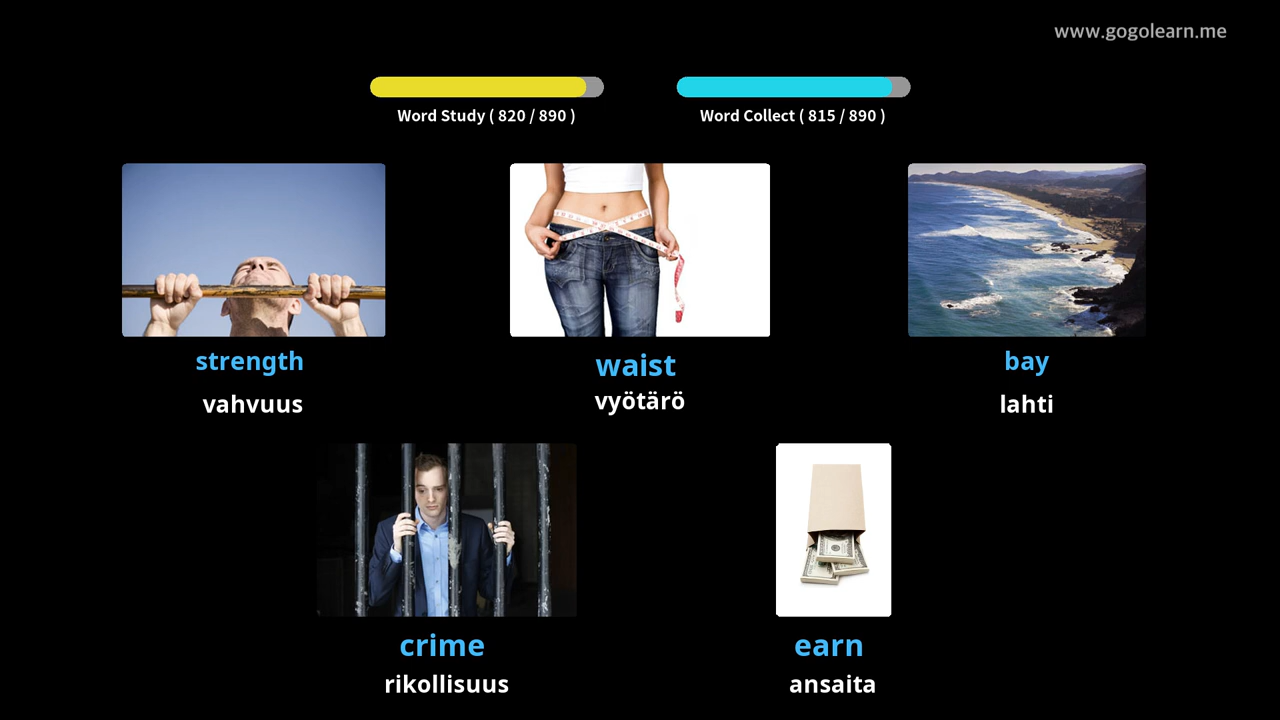 www.gogolearn.me
Word Study ( 820 / 890 )
Word Collect ( 815 / 890 )
strength
vahvuus
waist
vyötärö
bay
lahti
crime
rikollisuus
earn
ansaita